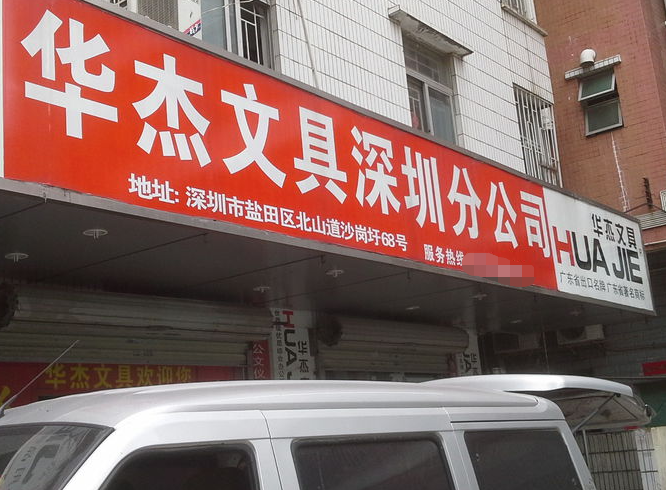 华杰文具深圳分公司
地址: 深圳市盐田区北山道沙岗圩68号
服务热线
华杰文具
HUA JIE
广东省出口名牌 广东省著名商标
华杰文具欢迎您
公文仪
HUA
华杰